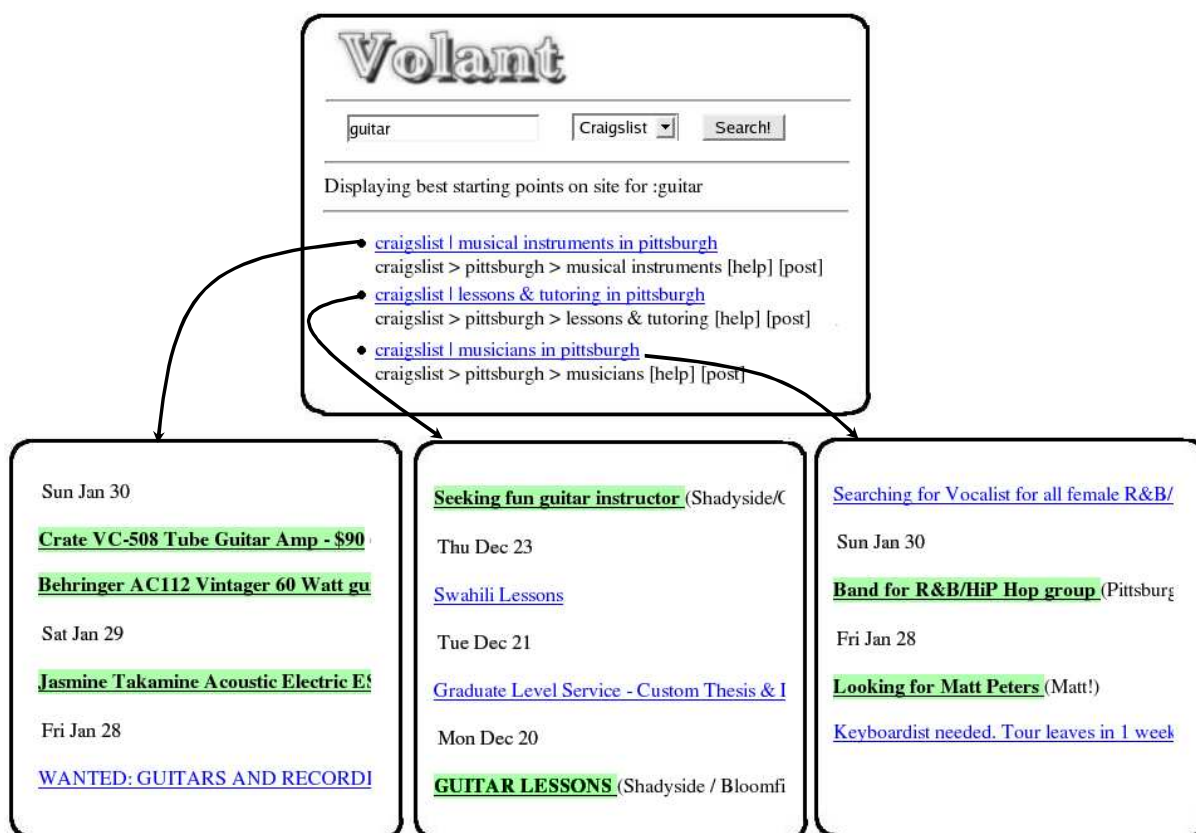 Volant
guitar Craigslist Search!
Displaying best starting points on site for :guitar
craigslist | musical instruments in pittsburgh
craigslist > pittsburgh > musical instruments [help] [post]
craigslist | lessons & tutoring in pittsburgh
craigslist > pittsburgh > lessons & tutoring [help] [post]
craigslist | musicians in pittsburgh
craigslist > pittsburgh > musicians [help] [post]
Sun Jan 30
Crate VC-508 Tube Guitar Amp - $90
Behringer AC112 Vintager 60 Watt gu
Sat Jan 29
Jasmine Takamine Acoustic Electric ES
Fri Jan 28
WANTED: GUITARS AND RECORDI
Seeking fun guitar instructor (Shadyside/
Thu Dec 23
Swahili Lessons
Tue Dec 21
Graduate Level Service - Custom Thesis &
Mon Dec 20
GUITAR LESSONS (Shadyside / Bloomfi
Searching for Vocalist for all female R&B/
Sun Jan 30
Band for R&B/HiP Hop group (Pittsburg
Fri Jan 28
Looking for Matt Peters (Matt!)
Keyboardist needed. Tour leaves in 1 week